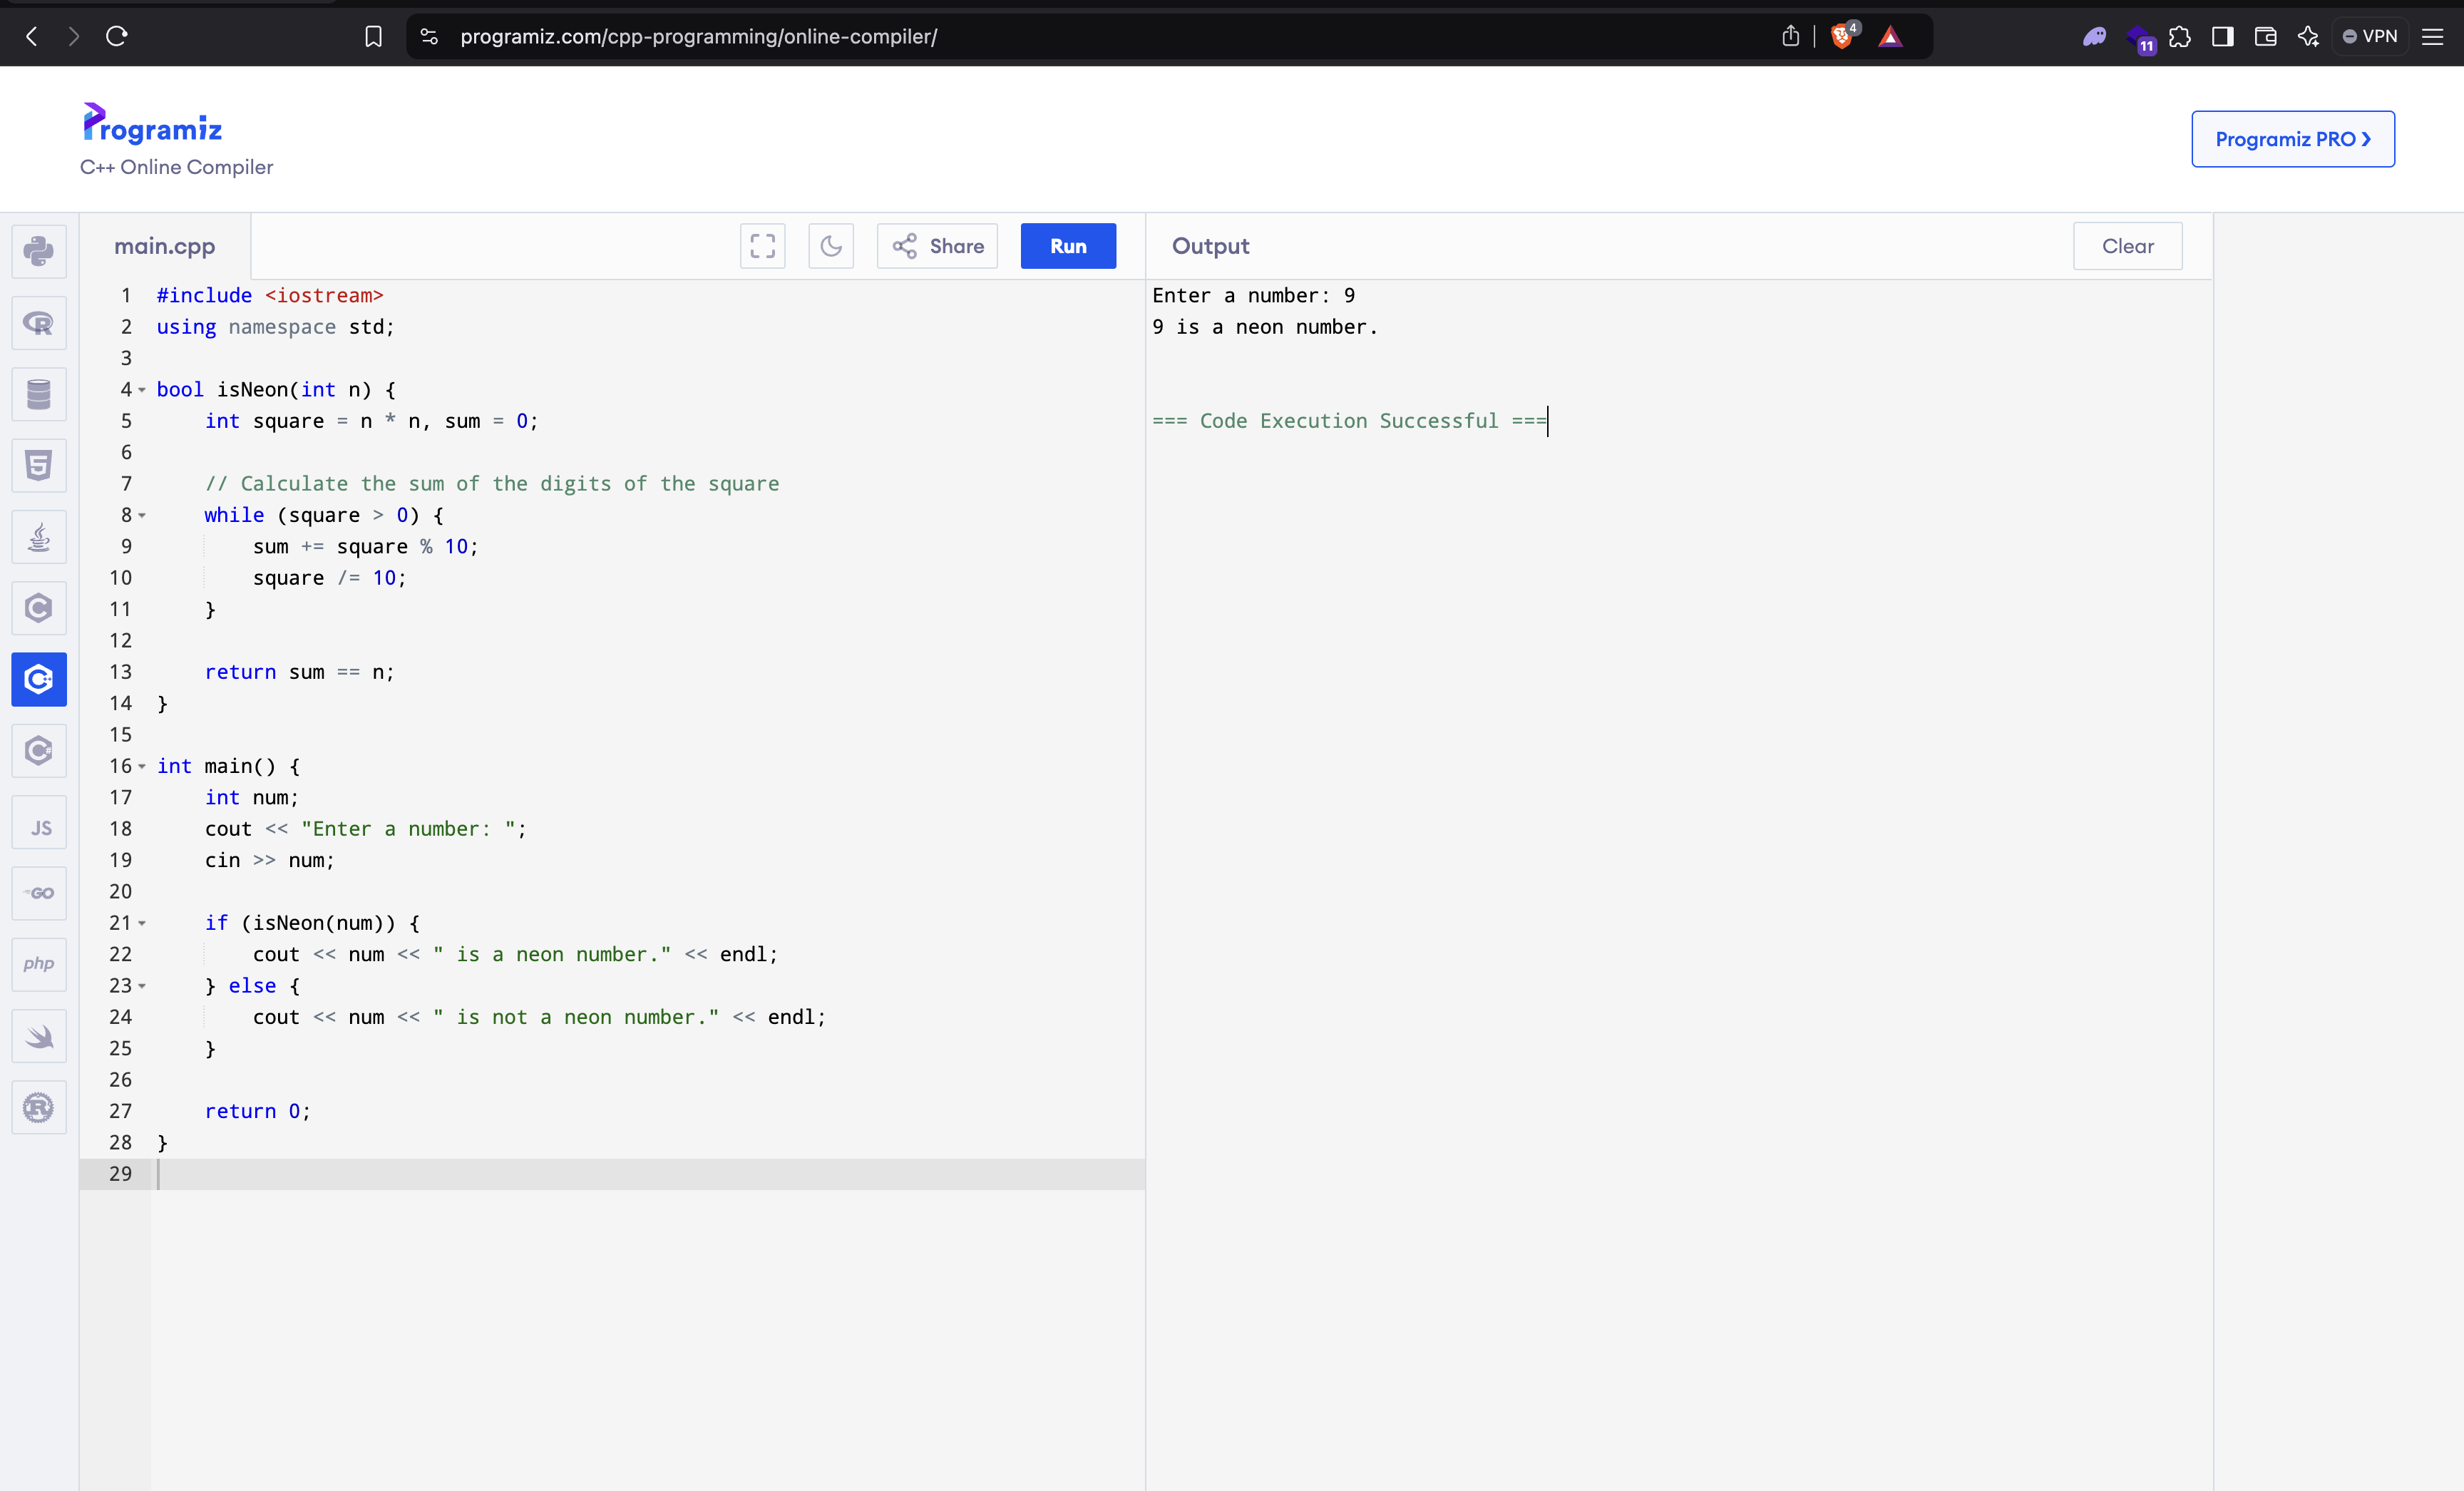 programiz.com/cpp-programming/online-compiler/
4
11
VPN
Programiz
C++ Online Compiler
Programiz PRO ❯
main.cpp
Share
Run
Output
Clear
1 #include <iostream>
2 using namespace std;
3
4 bool isNeon(int n) {
5     int square = n * n, sum = 0;
6
7     // Calculate the sum of the digits of the square
8     while (square > 0) {
9         sum += square % 10;
10         square /= 10;
11     }
12
13     return sum == n;
14 }
15
16 int main() {
17     int num;
18     cout << "Enter a number: ";
19     cin >> num;
20
21     if (isNeon(num)) {
22         cout << num << " is a neon number." << endl;
23     } else {
24         cout << num << " is not a neon number." << endl;
25     }
26
27     return 0;
28 }
29
Enter a number: 9
9 is a neon number.
=== Code Execution Successful ===
R
5
C
C++
C#
JS
GO
php
R